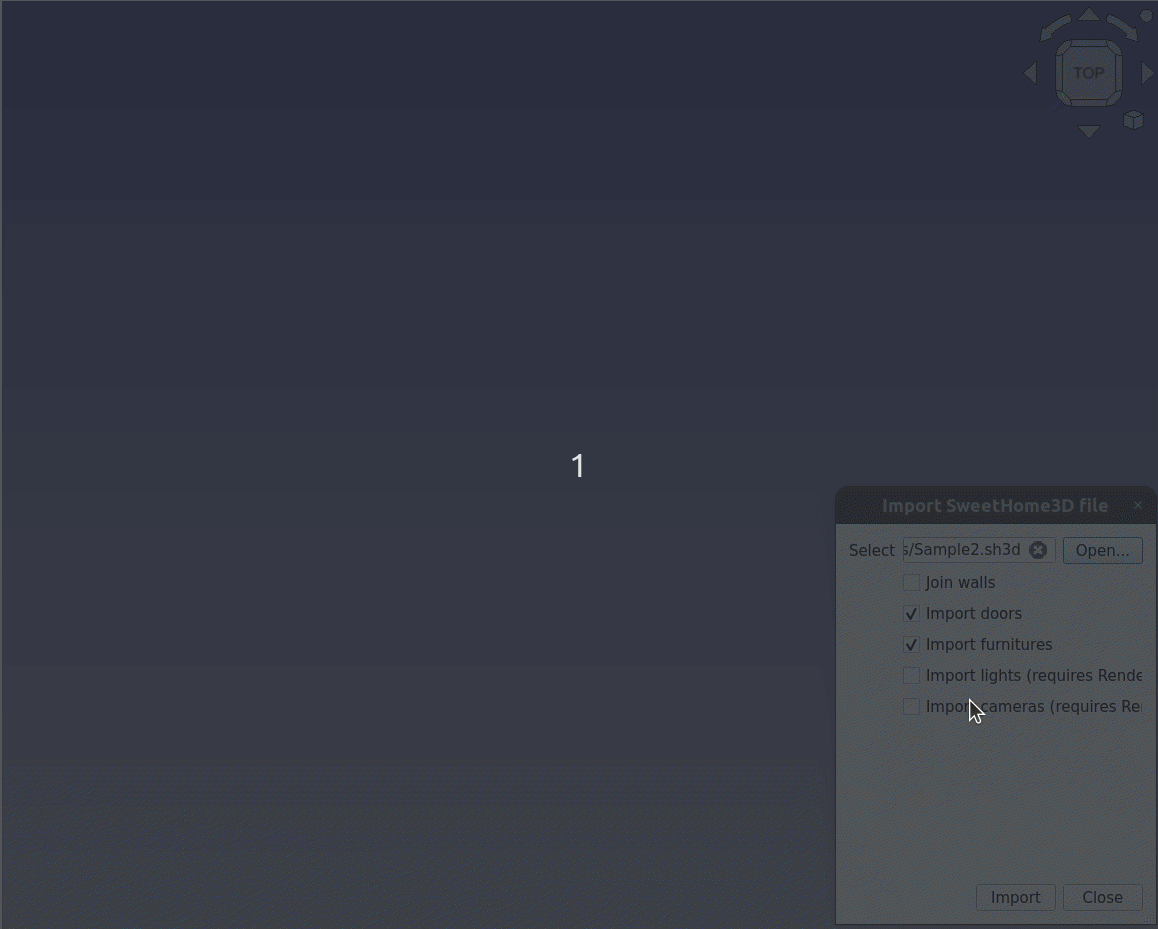 TOP
1
Import SweetHome3D file
Select s/Sample2.sh3d Open...
Join walls
Import doors
Import furnitures
Import lights (requires Rende
Import cameras (requires Re
Import Close